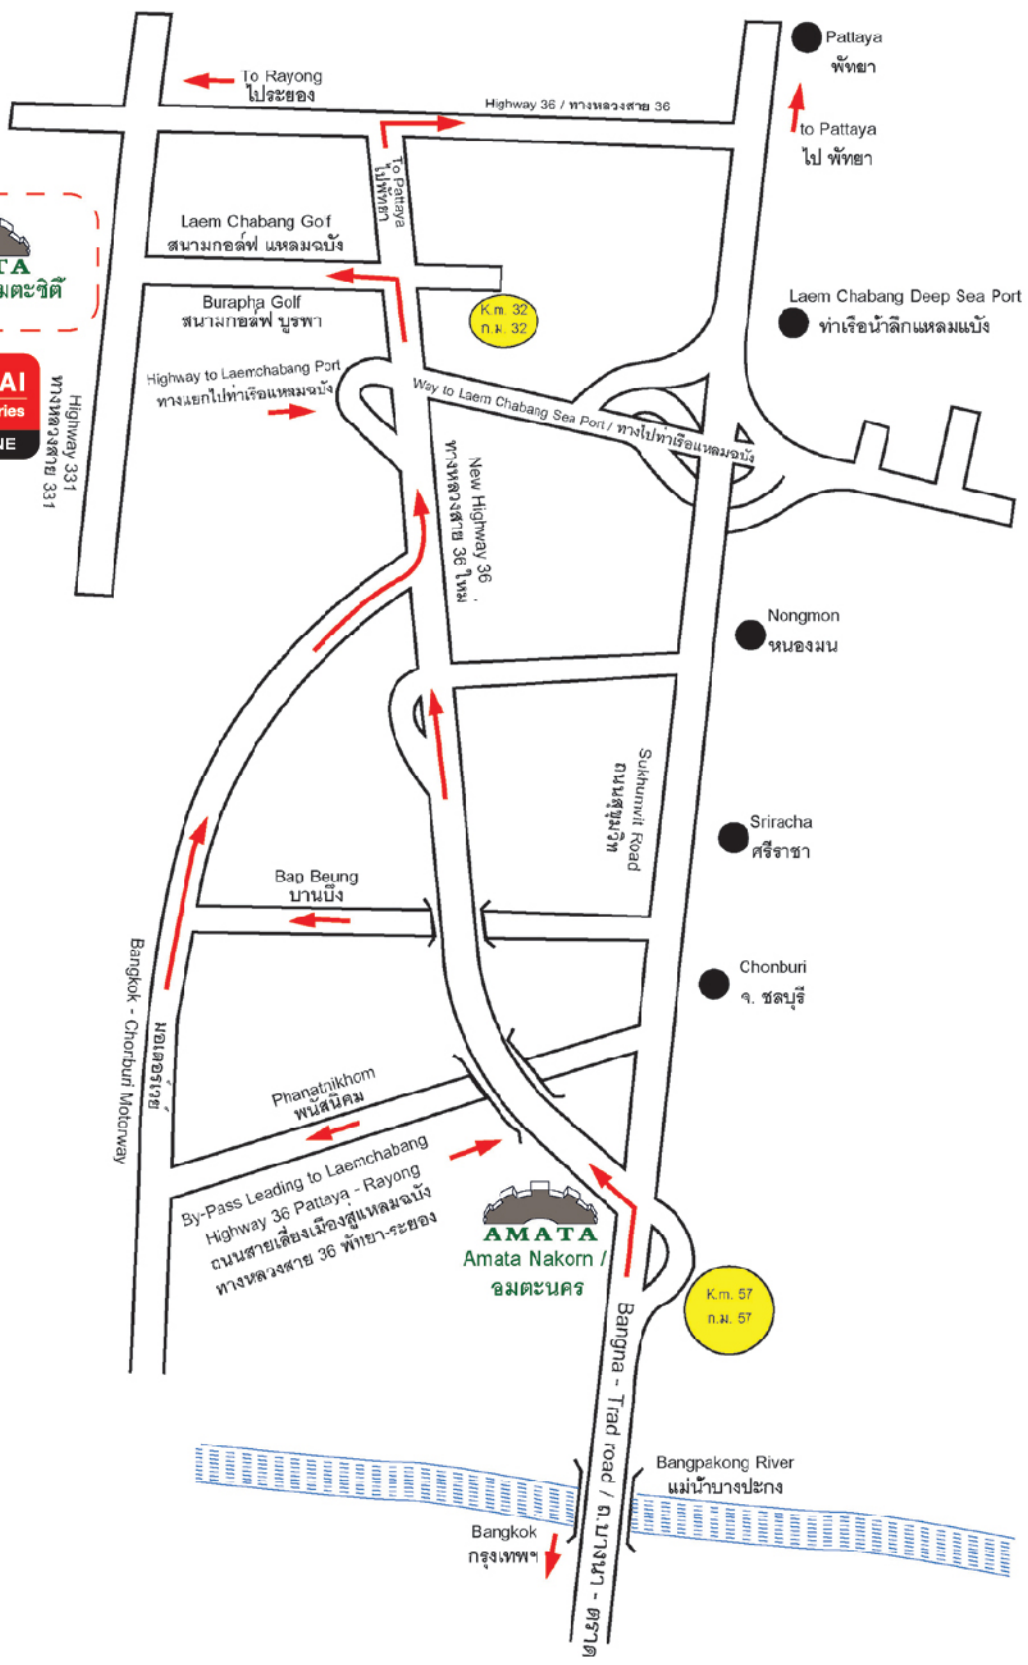 Pattaya
พัทยา
To Rayong
ไประยอง
Highway 36 / ทางหลวงสาย 36
to Pattaya
ไป พัทยา
To Pattaya
ไปพัทยา
Laem Chabang Gof
สนามกอล์ฟ แหลมฉบัง
TA
มตะซิตี้
Burapha Golf
สนามกอล์ฟ บูรพา
K.m. 32
ก.ม. 32
Laem Chabang Deep Sea Port
ท่าเรือน้ำลึกแหลมแบัง
AI
ries
NE
Highway 331
ทางหลวงสาย 331
Highway to Laemchabang Port
ทางแยกไปท่าเรือแหลมฉบัง
Way to Laem Chabang Sea Port / ทางไปท่าเรือแหลมฉบัง
New Highway 36
ทางหลวงสาย 36 ใหม่
Nongmon
หนองมน
Sukhumvit Road
ถนนสุขุมวิท
Sriracha
ศรีราชา
Bap Beung
บานบึง
Chonburi
จ. ชลบุรี
Bangkok - Chonburi Motorway
มอเตอร์เวย์
Phanatnikhom
พนัสนิคม
By-Pass Leading to Laemchabang
Highway 36 Pattaya - Rayong
ถนนสายเลี่ยงเมืองสู่แหลมฉบัง
ทางหลวงสาย 36 พัทยา-ระยอง
AMATA
Amata Nakorn /
อมตะนคร
K.m. 57
ก.ม. 57
Bangna - Trad road / ถ.บางนา - ตราด
Bangpakong River
แม่น้ำบางปะกง
Bangkok
กรุงเทพฯ